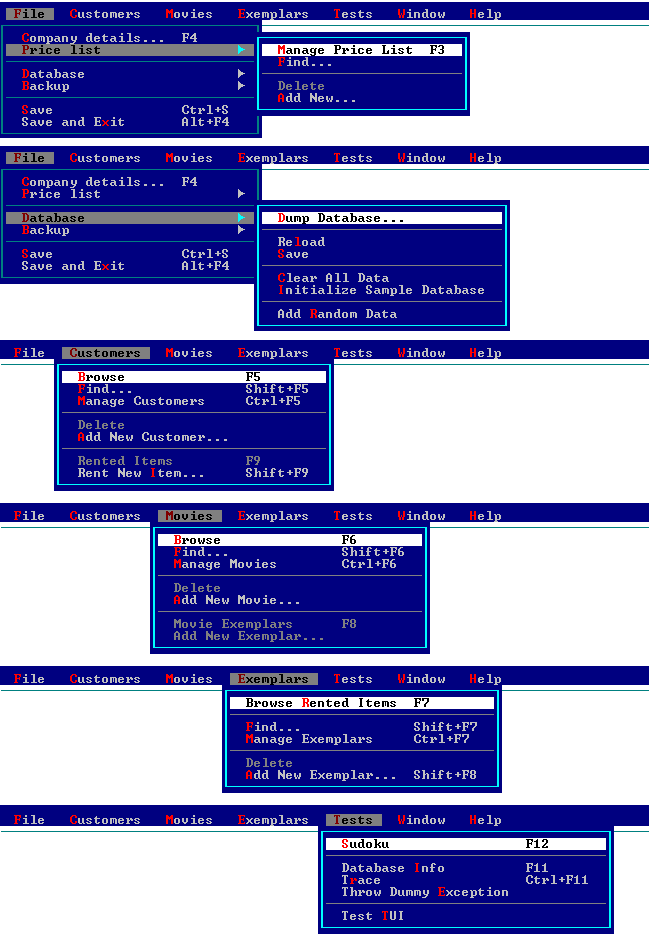 File Customers Movies Exemplars Tests Window Help
Company details... F4
Price list
Manage Price List F3
Find...
Database
Delete
Backup
Add New...
Save Ctrl+S
Save and Exit Alt+F4
File Customers Movies Exemplars Tests Window Help
Company details... F4
Price list
Database
Dump Database...
Backup
Reload
Save Ctrl+S
Save
Save and Exit Alt+F4
Clear All Data
Initialize Sample Database
Add Random Data
File Customers Movies Exemplars Tests Window Help
Browse F5
Find... Shift+F5
Manage Customers Ctrl+F5
Delete
Add New Customer...
Rented Items F9
Rent New Item... Shift+F9
File Customers Movies Exemplars Tests Window Help
Browse F6
Find... Shift+F6
Manage Movies Ctrl+F6
Delete
Add New Movie...
Movie Exemplars F8
Add New Exemplar...
File Customers Movies Exemplars Tests Window Help
Browse Rented Items F7
Find... Shift+F7
Manage Exemplars Ctrl+F7
Delete
Add New Exemplar... Shift+F8
File Customers Movies Exemplars Tests Window Help
Sudoku F12
Database Info F11
Trace Ctrl+F11
Throw Dummy Exception
Test TUI